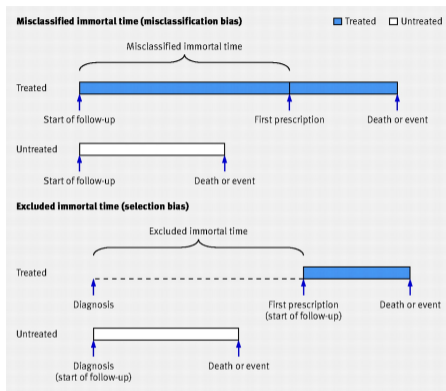 Misclassified immortal time (misclassification bias)
Treated Untreated
Misclassified immortal time
Treated
Start of follow-up First prescription Death or event
Untreated
Start of follow-up Death or event
Excluded immortal time (selection bias)
Excluded immortal time
Treated
Diagnosis First prescription Death or event
(start of follow-up)
Untreated
Diagnosis Death or event
(start of follow-up)